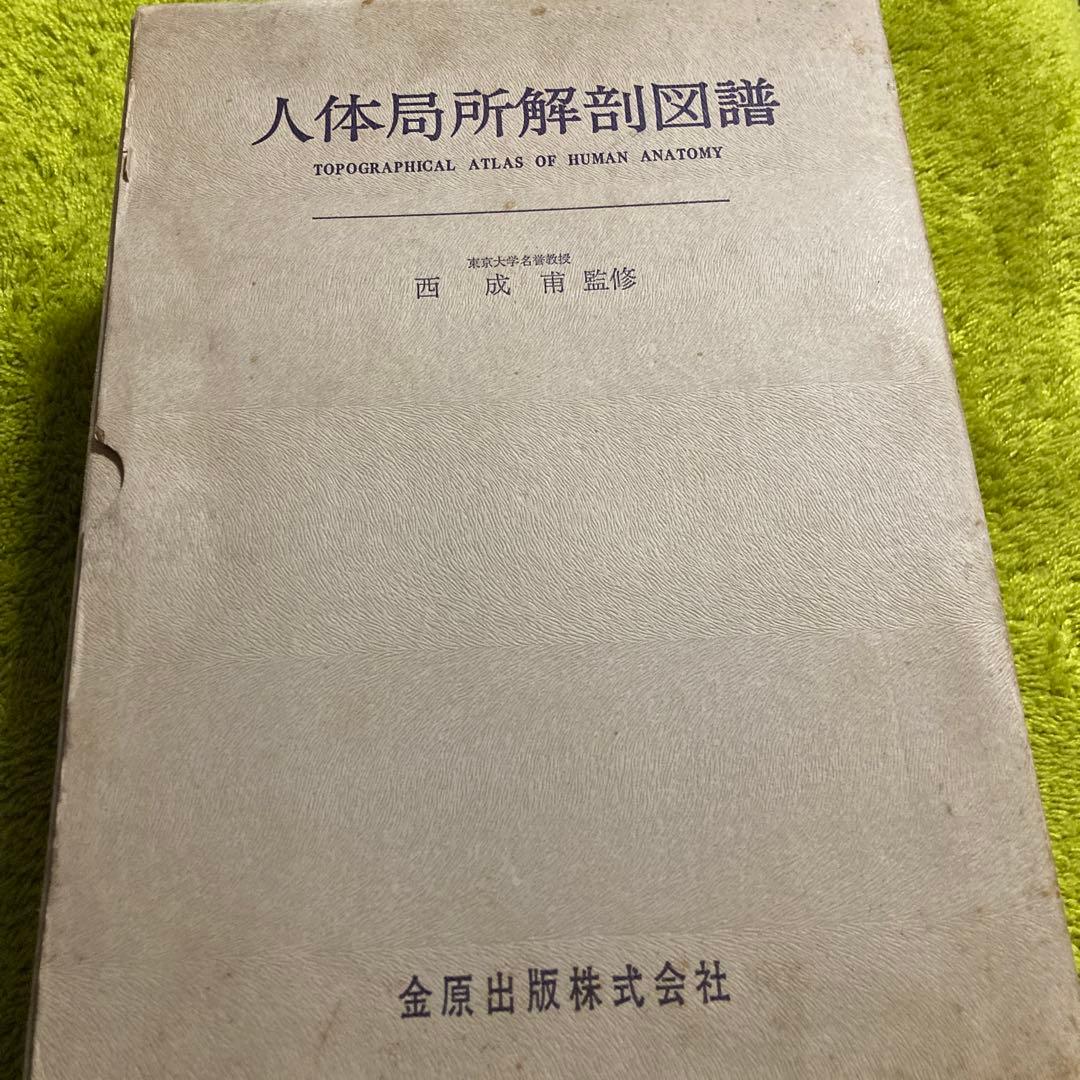 人体局所解剖図譜
TOPOGRAPHICAL ATLAS OF HUMAN ANATOMY
東京大学名誉教授
西 成 甫 監修
金原出版株式会社